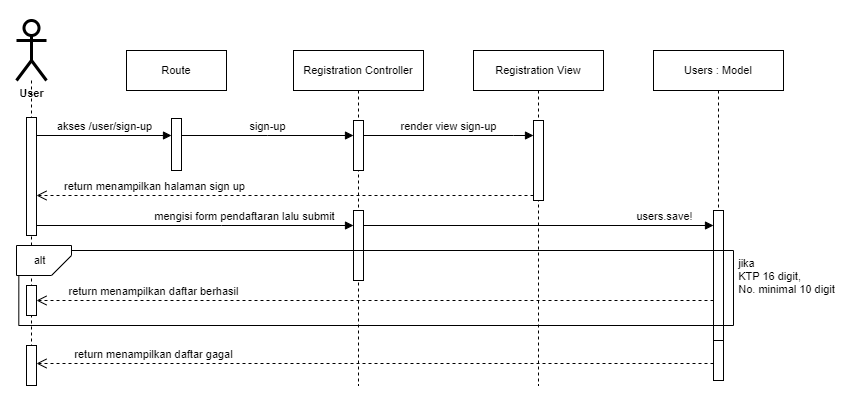 Route
Registration Controller
Registration View
Users : Model
User
akses /user/sign-up
sign-up
render view sign-up
return menampilkan halaman sign up
mengisi form pendaftaran lalu submit
users.save!
alt
jika
KTP 16 digit,
No. minimal 10 digit
return menampilkan daftar berhasil
return menampilkan daftar gagal